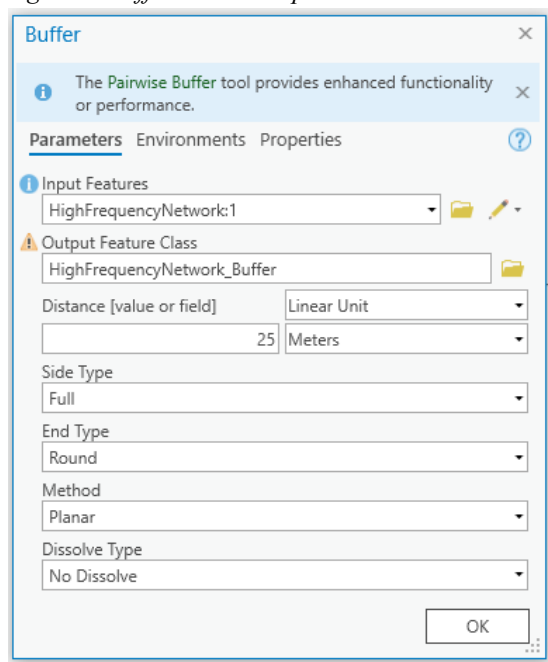 Buffer
The Pairwise Buffer tool provides enhanced functionality
or performance.
Parameters Environments Properties
Input Features
HighFrequencyNetwork:1
Output Feature Class
HighFrequencyNetwork_Buffer
Distance [value or field] Linear Unit
25 Meters
Side Type
Full
End Type
Round
Method
Planar
Dissolve Type
No Dissolve
OK